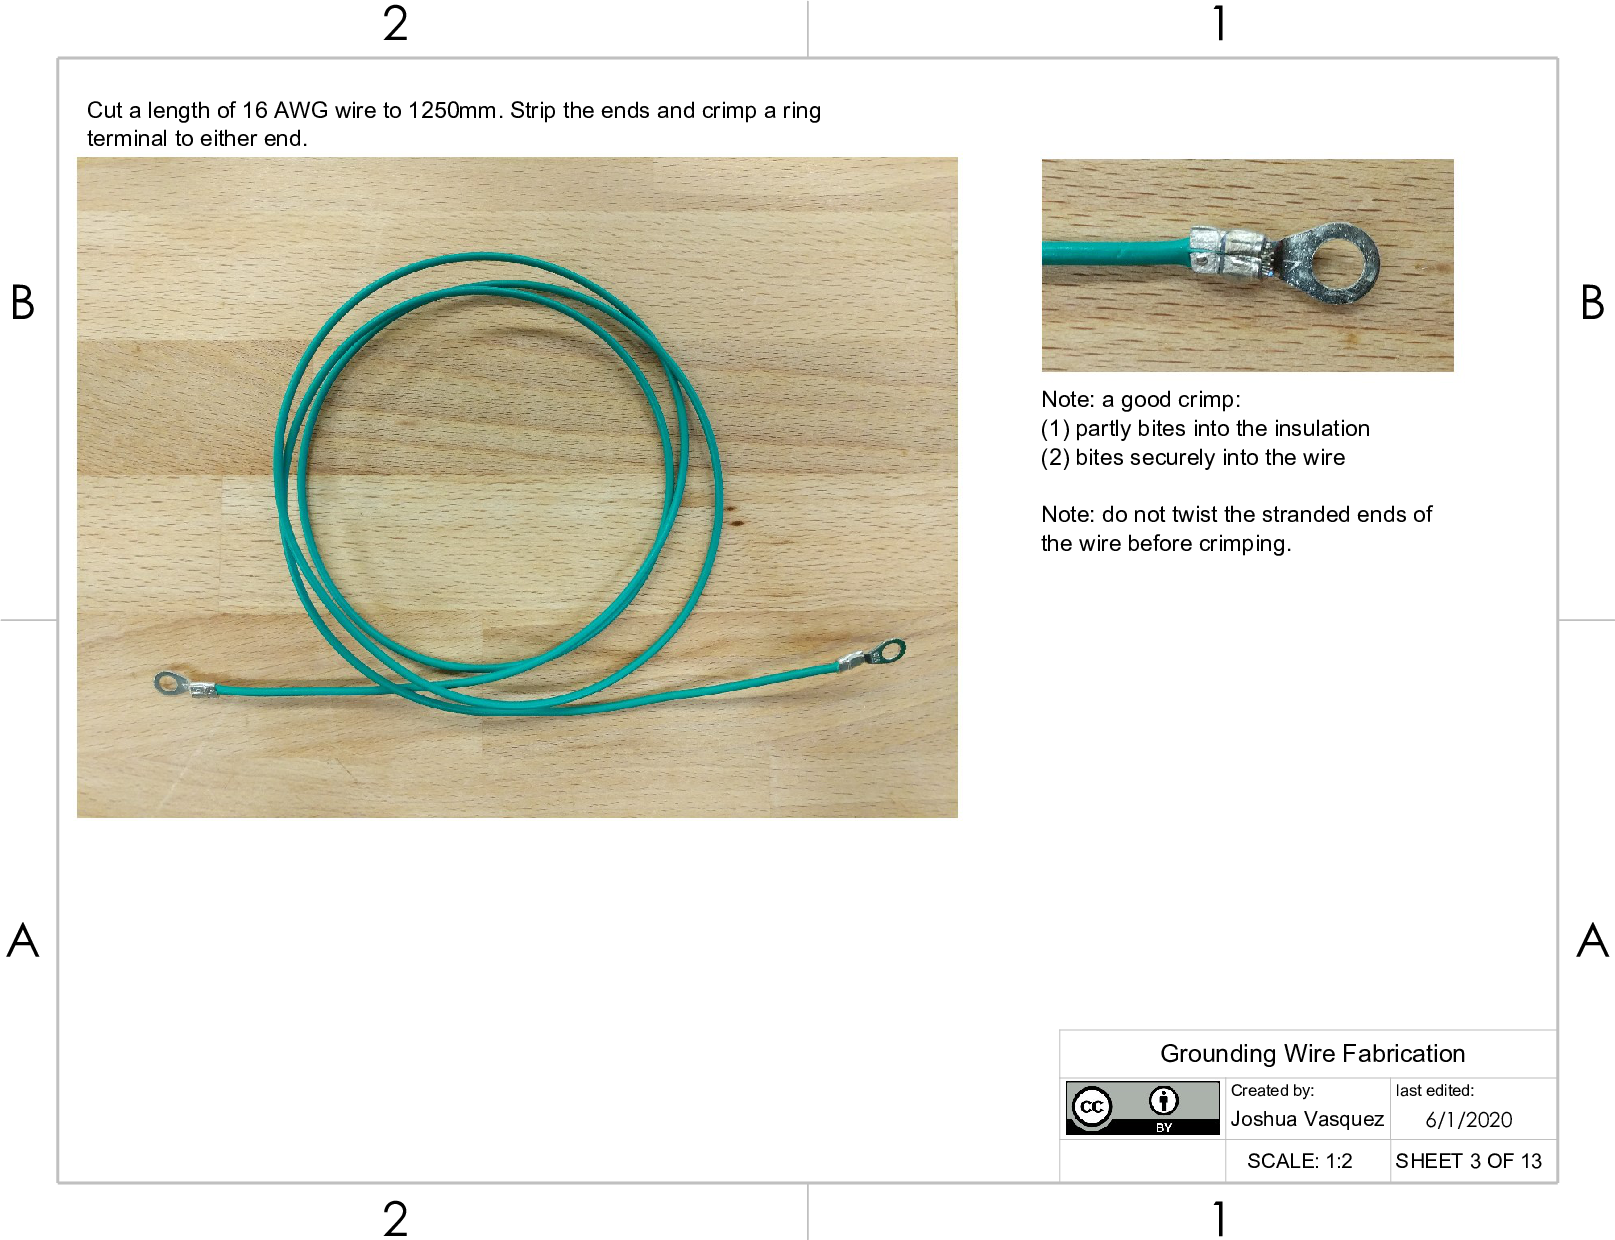 2
1
Cut a length of 16 AWG wire to 1250mm. Strip the ends and crimp a ring
terminal to either end.
B
B
Note: a good crimp:
(1) partly bites into the insulation
(2) bites securely into the wire
Note: do not twist the stranded ends of
the wire before crimping.
A
A
Grounding Wire Fabrication
cc
BY
Created by:
Joshua Vasquez
last edited:
6/1/2020
SCALE: 1:2
SHEET 3 OF 13
2
1